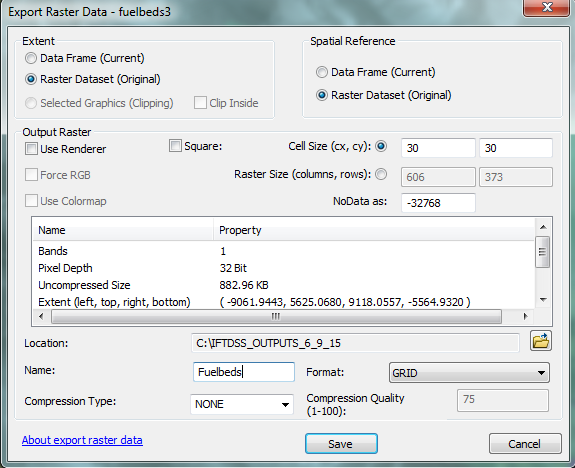 Export Raster Data - fuelbeds3
Extent
Data Frame (Current)
Raster Dataset (Original)
Selected Graphics (Clipping)
Clip Inside
Spatial Reference
Data Frame (Current)
Raster Dataset (Original)
Output Raster
Use Renderer
Square:
Cell Size (cx, cy):
30
30
Force RGB
Raster Size (columns, rows):
606
373
Use Colormap
NoData as:
-32768
Name
Property
Bands
1
Pixel Depth
32 Bit
Uncompressed Size
882.96 KB
Extent (left, top, right, bottom)
( -9061.9443, 5625.0680, 9118.0557, -5564.9320 )
Location:
C:\IFTDSS_OUTPUTS_6_9_15
Name:
Fuelbeds
Format:
GRID
Compression Type:
NONE
Compression Quality
(1-100):
75
About export raster data
Save
Cancel